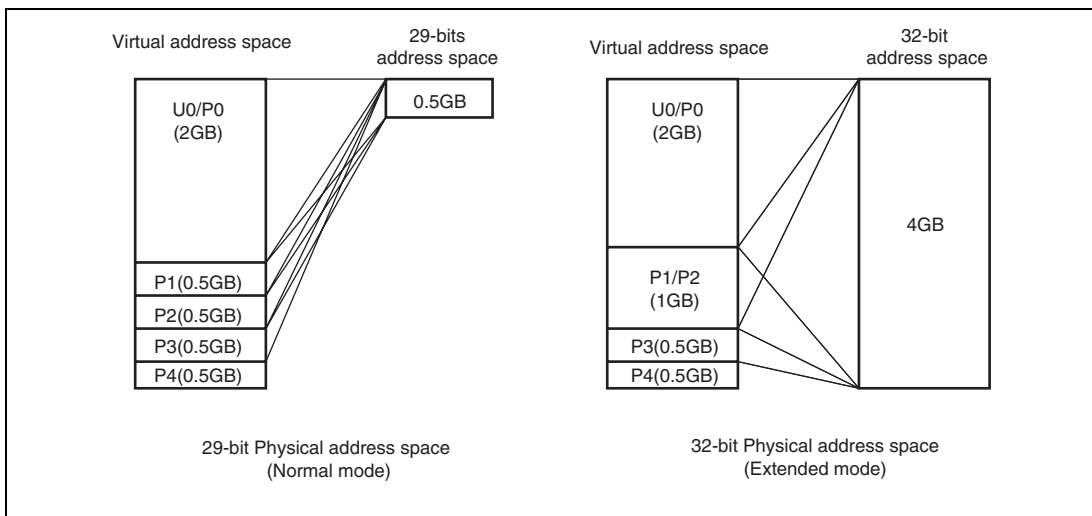 Virtual address space
29-bits
address space
U0/P0
(2GB)
0.5GB
P1(0.5GB)
P2(0.5GB)
P3(0.5GB)
P4(0.5GB)
29-bit Physical address space
(Normal mode)
Virtual address space
32-bit
address space
U0/P0
(2GB)
4GB
P1/P2
(1GB)
P3(0.5GB)
P4(0.5GB)
32-bit Physical address space
(Extended mode)